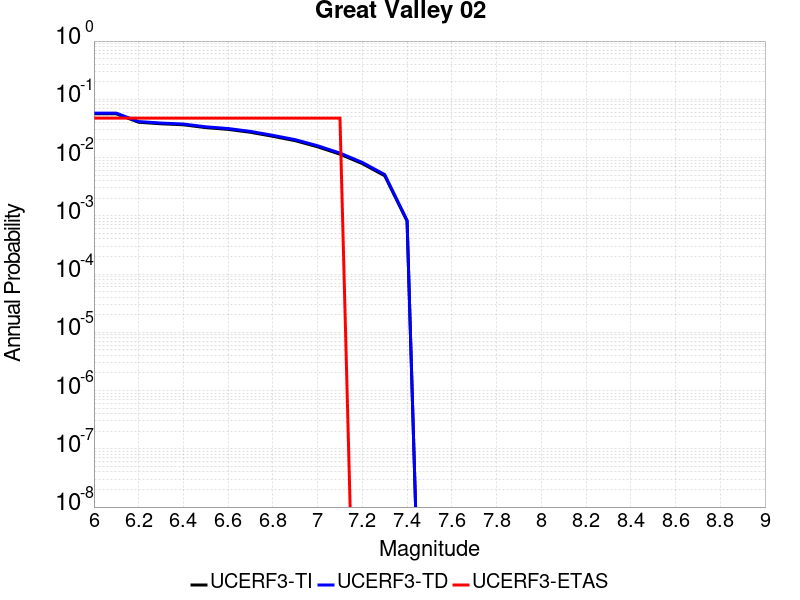 Great Valley 02
10^0
10^-1
10^-2
10^-3
10^-4
10^-5
10^-6
10^-7
10^-8
Annual Probability
6 6.2 6.4 6.6 6.8 7 7.2 7.4 7.6 7.8 8 8.2 8.4 8.6 8.8 9
Magnitude
UCERF3-TI UCERF3-TD UCERF3-ETAS